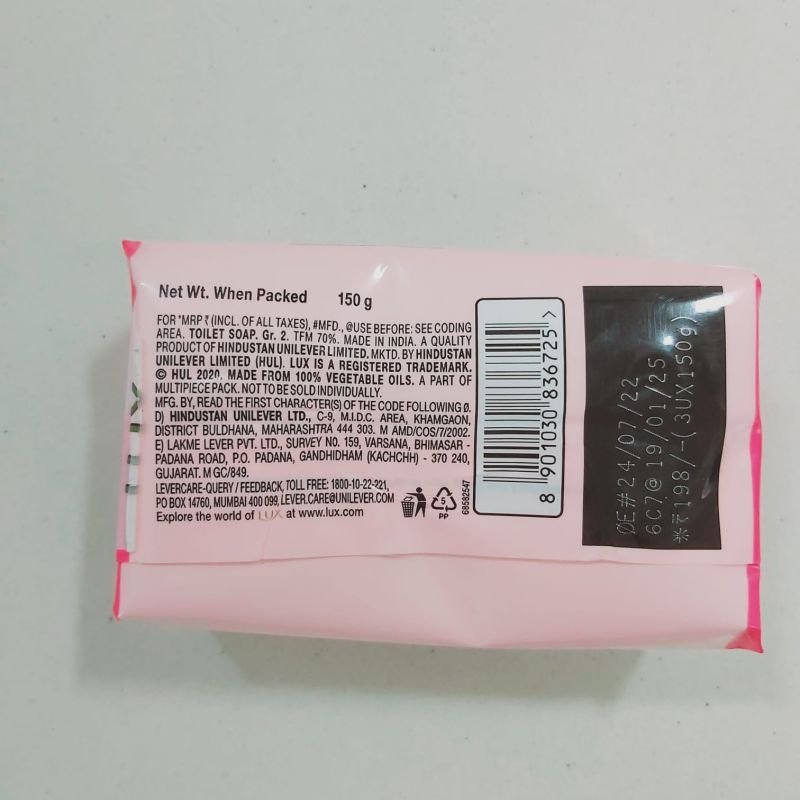 Net Wt. When Packed 150 g
FOR *MRP ₹ (INCL. OF ALL TAXES), #MFD., @USE BEFORE: SEE CODING
AREA. TOILET SOAP. Gr. 2. TFM 70%. MADE IN INDIA. A QUALITY
PRODUCT OF HINDUSTAN UNILEVER LIMITED. MKTD. BY HINDUSTAN
UNILEVER LIMITED (HUL). LUX IS A REGISTERED TRADEMARK.
© HUL 2020. MADE FROM 100% VEGETABLE OILS. A PART OF
MULTIPIECE PACK. NOT TO BE SOLD INDIVIDUALLY.
MFG. BY, READ THE FIRST CHARACTER(S) OF THE CODE FOLLOWING Ø.
D) HINDUSTAN UNILEVER LTD., C-9, M.I.D.C. AREA, KHAMGAON,
DISTRICT BULDHANA, MAHARASHTRA 444 303. M AMD/COS/7/2002.
E) LAKME LEVER PVT. LTD., SURVEY NO. 159, VARSANA, BHIMASAR -
PADANA ROAD, P.O. PADANA, GANDHIDHAM (KACHCHH) - 370 240,
GUJARAT. M GC/849.
LEVERCARE-QUERY / FEEDBACK, TOLL FREE: 1800-10-22-221,
PO BOX 14760, MUMBAI 400 099, LEVER.CARE@UNILEVER.COM
Explore the world of LUX at www.lux.com
5
PP
68582547
8 901030 836725 >
ØE#24/07/22
6C7@19/01/25
*₹198/-(3UX150g)